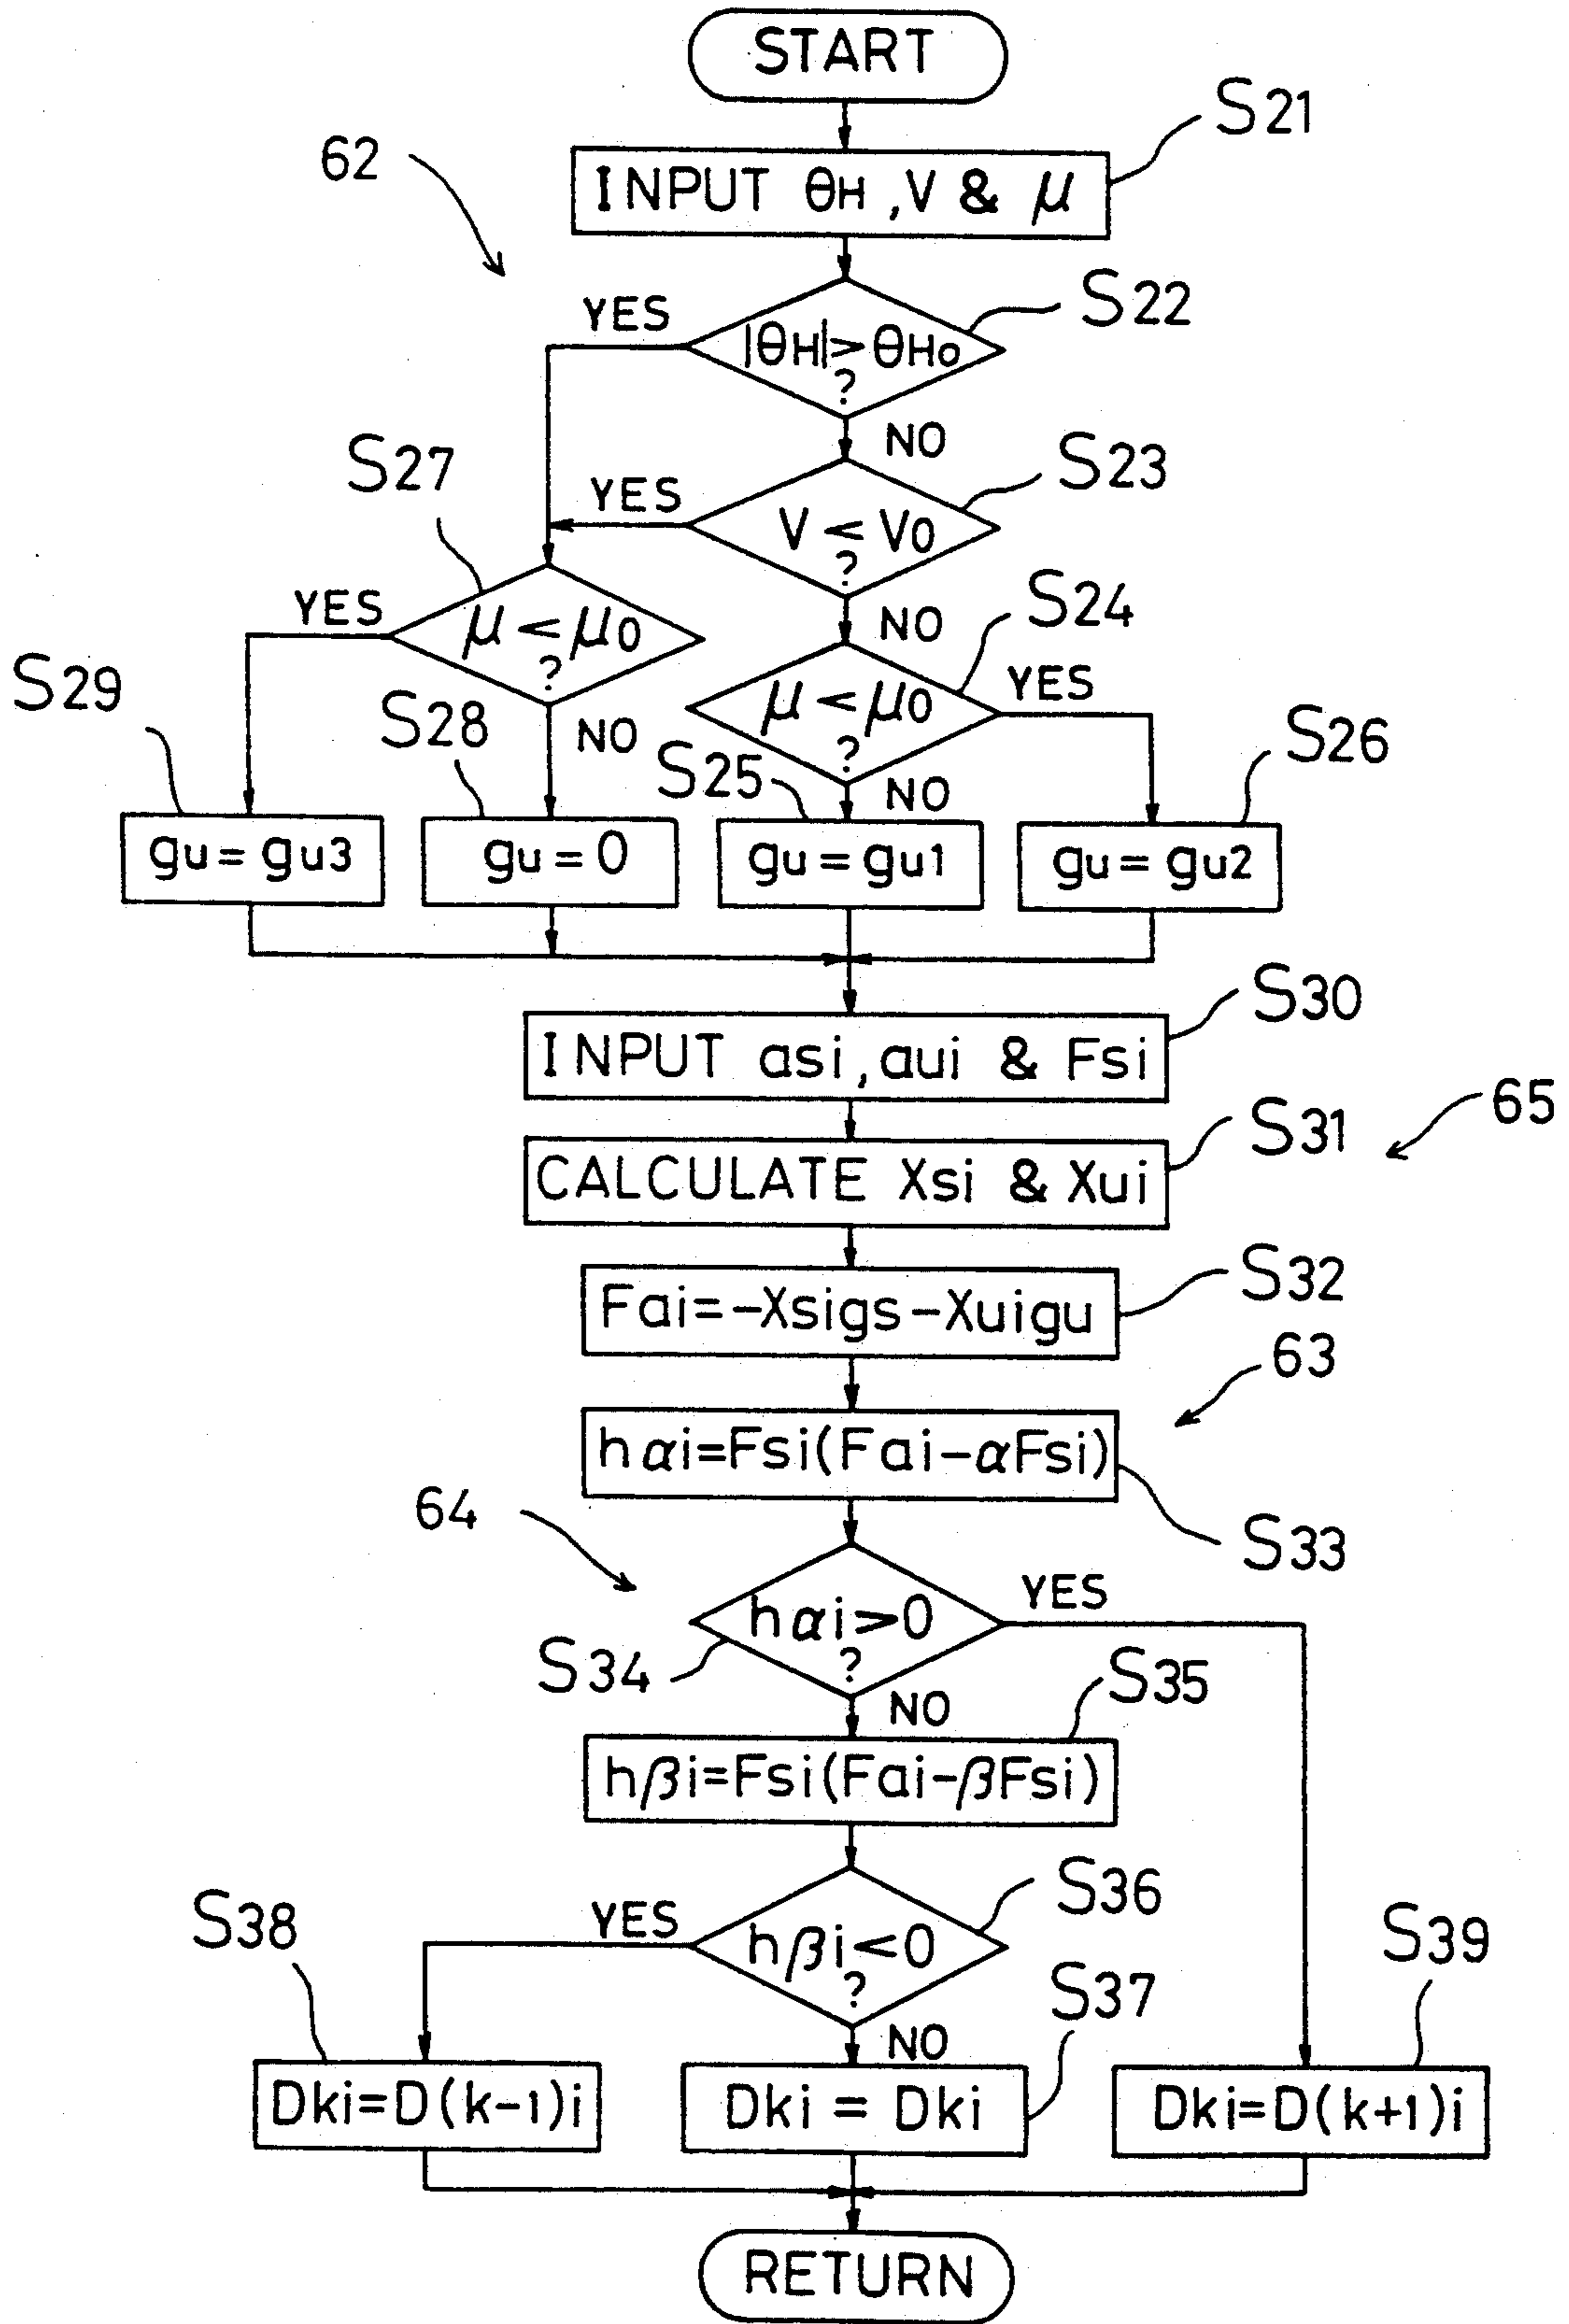 START
S21
62
INPUT θH ,V & μ
S22
YES
|θH|>θHo
?
NO
S27
S23
YES
V < Vo
?
S24
YES
NO
μ < μo
?
S29
S28
NO
μ < μo
?
YES
S26
S25
NO
gu = gu3
gu = 0
gu = gu1
gu = gu2
S30
INPUT asi, aui & Fsi
65
S31
CALCULATE Xsi & Xui
S32
Fai=-Xsigs-Xuigu
63
hαi=Fsi(Fai-αFsi)
64
S33
YES
hαi>0
?
S34
S35
NO
hβi=Fsi(Fai-βFsi)
S36
S38
YES
hβi<0
?
S39
S37
NO
Dki=D(k-1)i
Dki = Dki
Dki=D(k+1)i
RETURN